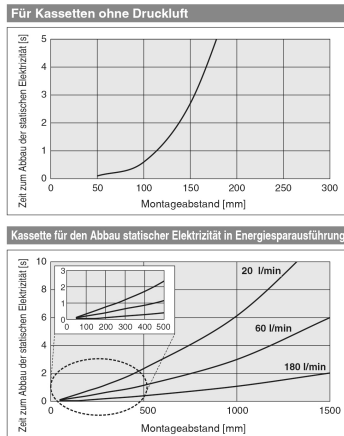 Für Kassetten ohne Druckluft
Zeit zum Abbau der statischen Elektrizität [s]
5
4
3
2
1
0
0 50 100 150 200 250 300
Montageabstand [mm]
Kassette für den Abbau statischer Elektrizität in Energiesparausführung
Zeit zum Abbau der statischen Elektrizität [s]
10
8
6
4
2
0
3
2
1
0
0 100 200 300 400 500
20 l/min
60 l/min
180 l/min
0 500 1000 1500
Montageabstand [mm]